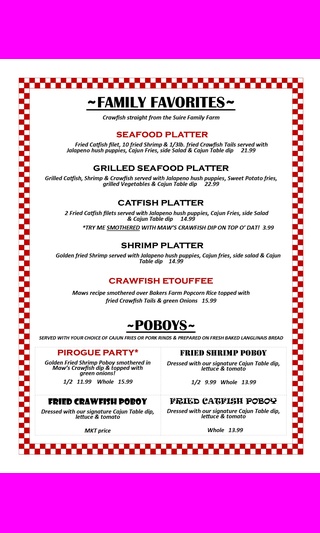 ~FAMILY FAVORITES~
Crawfish straight from the Suire Family Farm
SEAFOOD PLATTER
Fried Catfish filet, 10 fried Shrimp & 1/3lb. fried Crawfish Tails served with
Jalapeno hush puppies, Cajun Fries, side Salad & Cajun Table dip 21.99
GRILLED SEAFOOD PLATTER
Grilled Catfish, Shrimp & Crawfish served with Jalapeno hush puppies, Sweet Potato fries,
grilled Vegetables & Cajun Table dip 22.99
CATFISH PLATTER
2 Fried Catfish filets served with Jalapeno hush puppies, Cajun Fries, side Salad
& Cajun Table dip 14.99
*TRY ME SMOTHERED WITH MAW'S CRAWFISH DIP ON TOP O' DAT! 3.99
SHRIMP PLATTER
Golden fried Shrimp served with Jalapeno hush puppies, Cajun fries, side salad & Cajun
Table dip 14.99
CRAWFISH ETOUFFEE
Maws recipe smothered over Bakers Farm Popcorn Rice topped with
fried Crawfish Tails & green Onions 15.99
~POBOYS~
SERVED WITH YOUR CHOICE OF CAJUN FRIES OR PORK RINDS & PREPARED ON FRESH BAKED LANGLINAIS BREAD
PIROGUE PARTY*
Golden Fried Shrimp Poboy smothered in
Maw's Crawfish dip & topped with
green onions!
1/2 11.99 Whole 15.99
FRIED SHRIMP POBOY
Dressed with our signature Cajun Table dip,
lettuce & tomato
1/2 9.99 Whole 13.99
FRIED CRAWFISH POBOY
Dressed with our signature Cajun Table dip,
lettuce & tomato
MKT price
FRIED CATFISH POBOY
Dressed with our signature Cajun Table dip,
lettuce & tomato
Whole 13.99